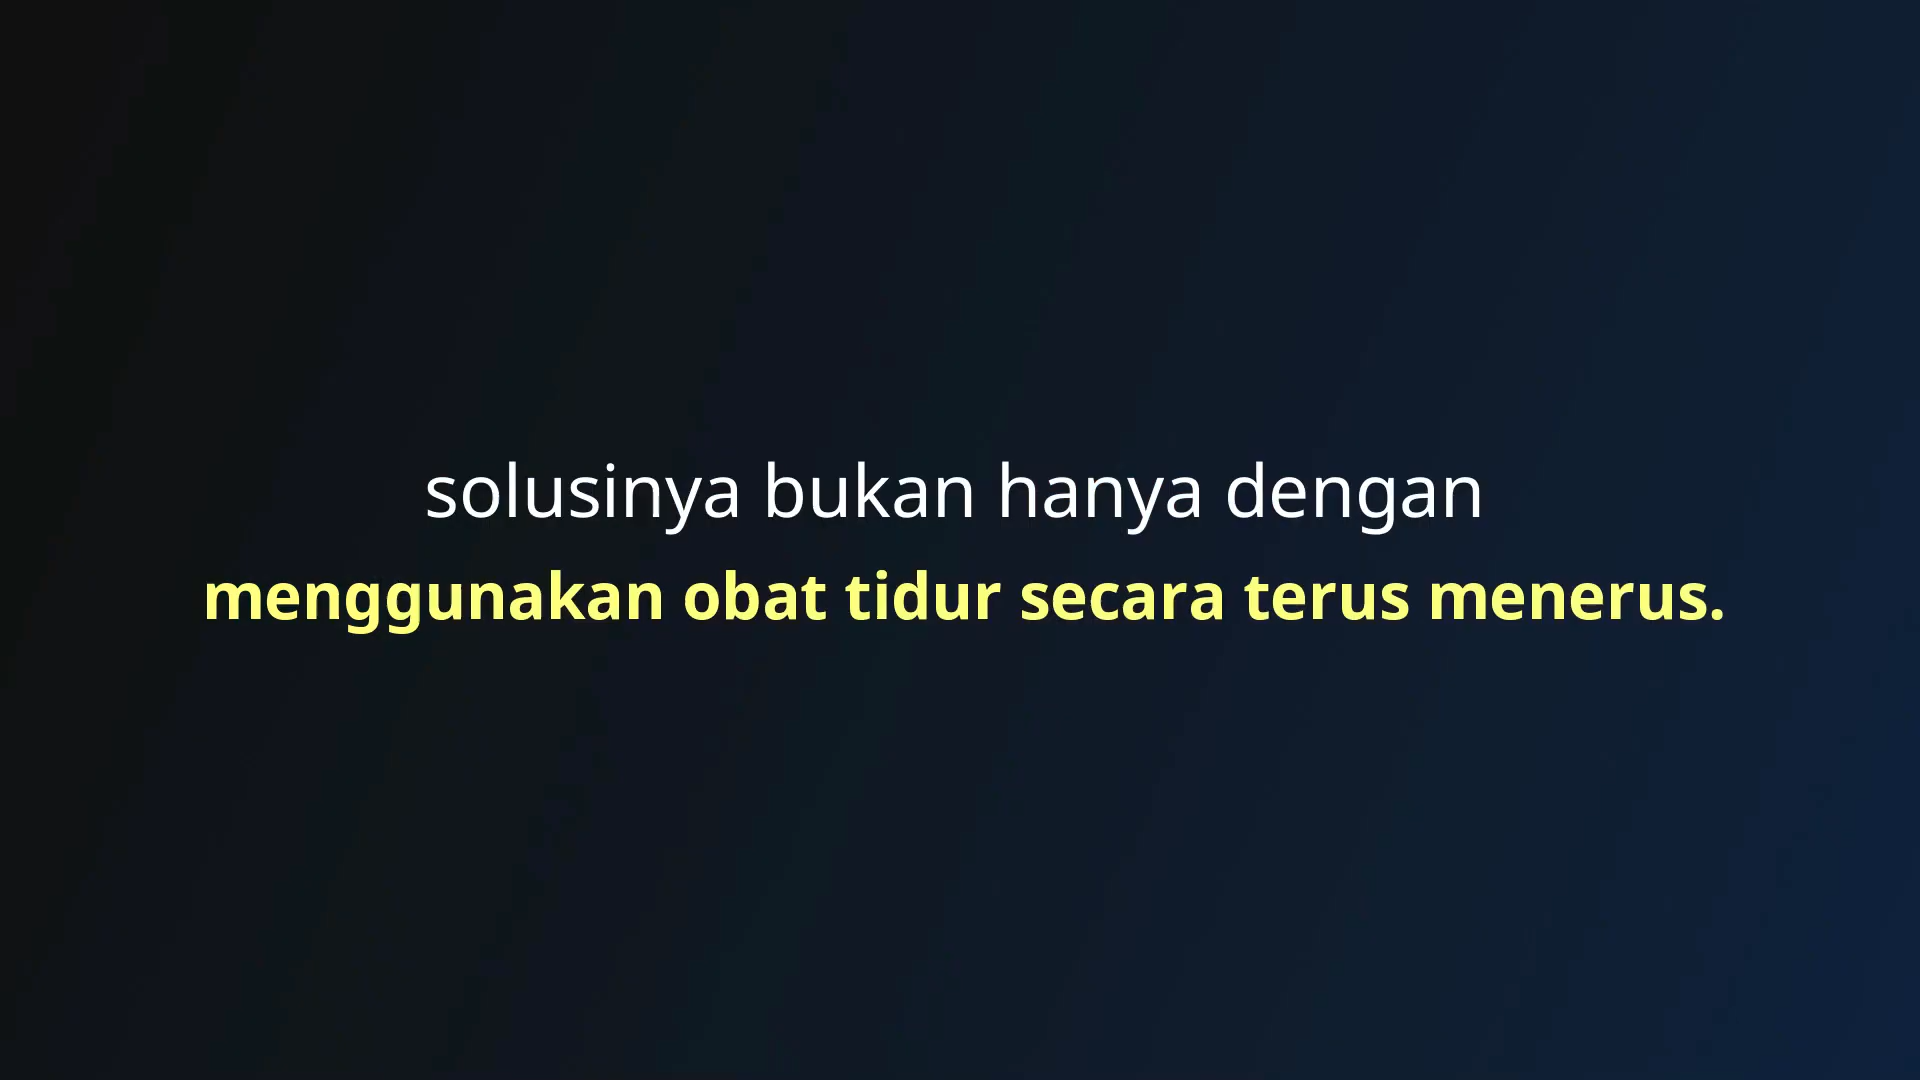 solusinya bukan hanya dengan
menggunakan obat tidur secara terus menerus.